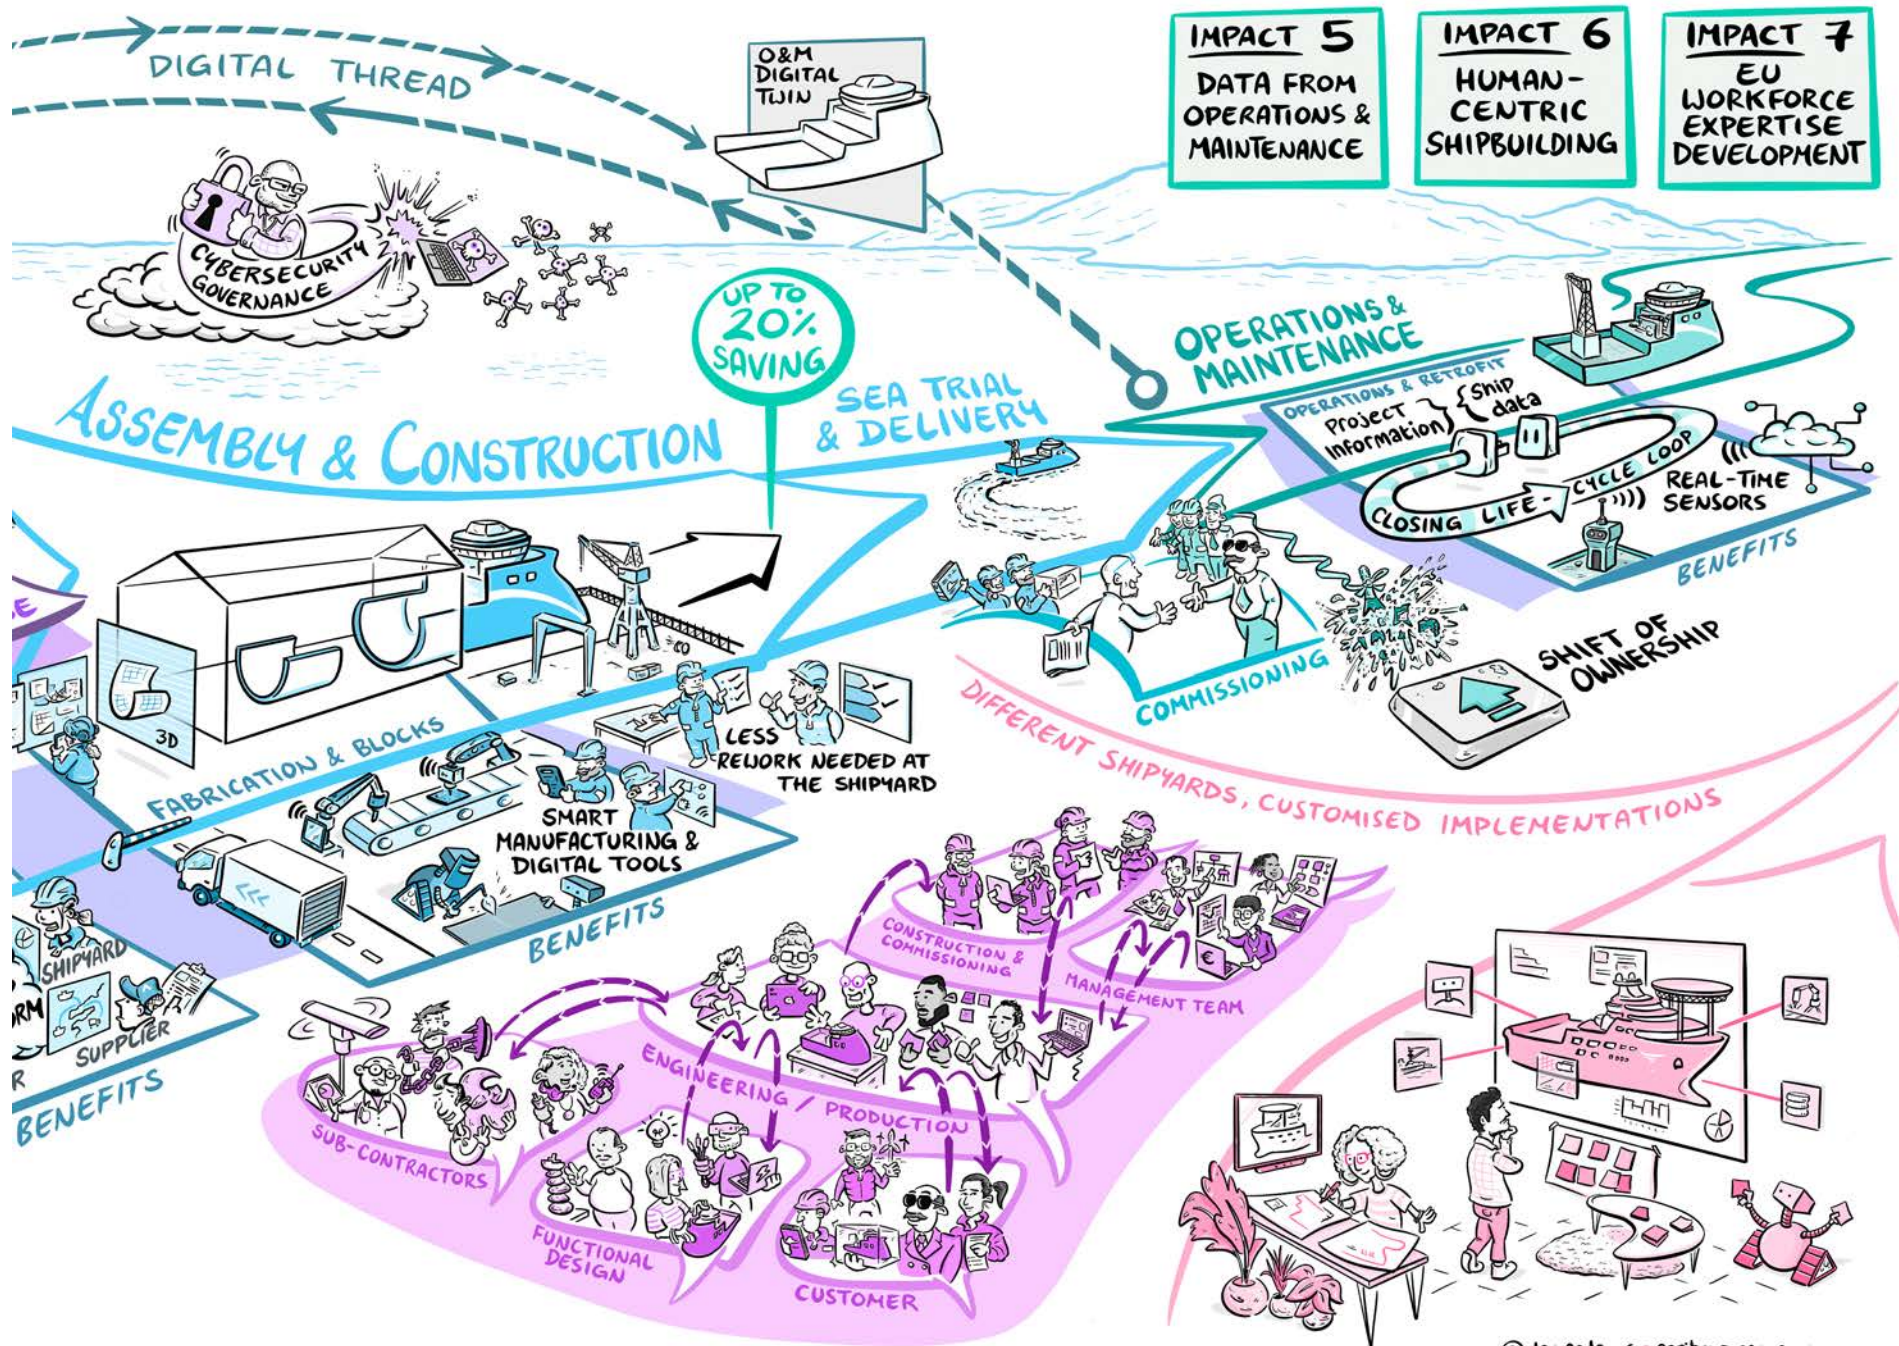 DIGITAL THREAD
O&M
DIGITAL
TWIN
IMPACT 5
DATA FROM
OPERATIONS &
MAINTENANCE
IMPACT 6
HUMAN-
CENTRIC
SHIPBUILDING
IMPACT 7
EU
WORKFORCE
EXPERTISE
DEVELOPMENT
CYBERSECURITY
GOVERNANCE
UP TO
20%
SAVING
ASSEMBLY & CONSTRUCTION
SEA TRIAL
& DELIVERY
OPERATIONS &
MAINTENANCE
OPERATIONS & RETROFIT
Project
Information
Ship
data
CLOSING LIFE-CYCLE LOOP
REAL-TIME
SENSORS
BENEFITS
3D
FABRICATION & BLOCKS
LESS
REWORK NEEDED AT
THE SHIPYARD
SMART
MANUFACTURING &
DIGITAL TOOLS
BENEFITS
COMMISSIONING
SHIFT OF
OWNERSHIP
DIFFERENT SHIPYARDS, CUSTOMISED IMPLEMENTATIONS
SHIPYARD
SUPPLIER
BENEFITS
CONSTRUCTION &
COMMISSIONING
MANAGEMENT TEAM
ENGINEERING / PRODUCTION
SUB-CONTRACTORS
FUNCTIONAL
DESIGN
CUSTOMER